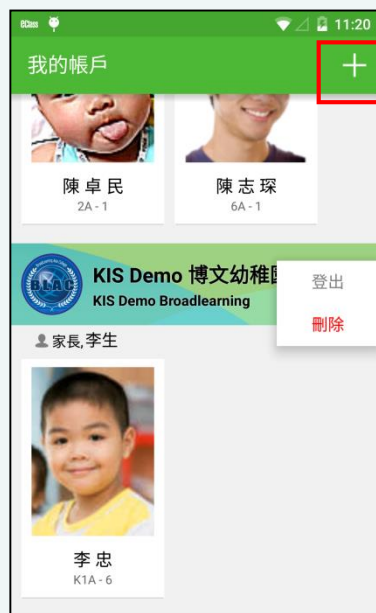 eClass 11:20
我的帳戶
陳 卓 民 陳 志 琛
2A - 1 6A - 1
BLAC KIS Demo 博文幼稚
KIS Demo Broadlearning
登出
刪除
家長,李生
李 忠
K1A - 6